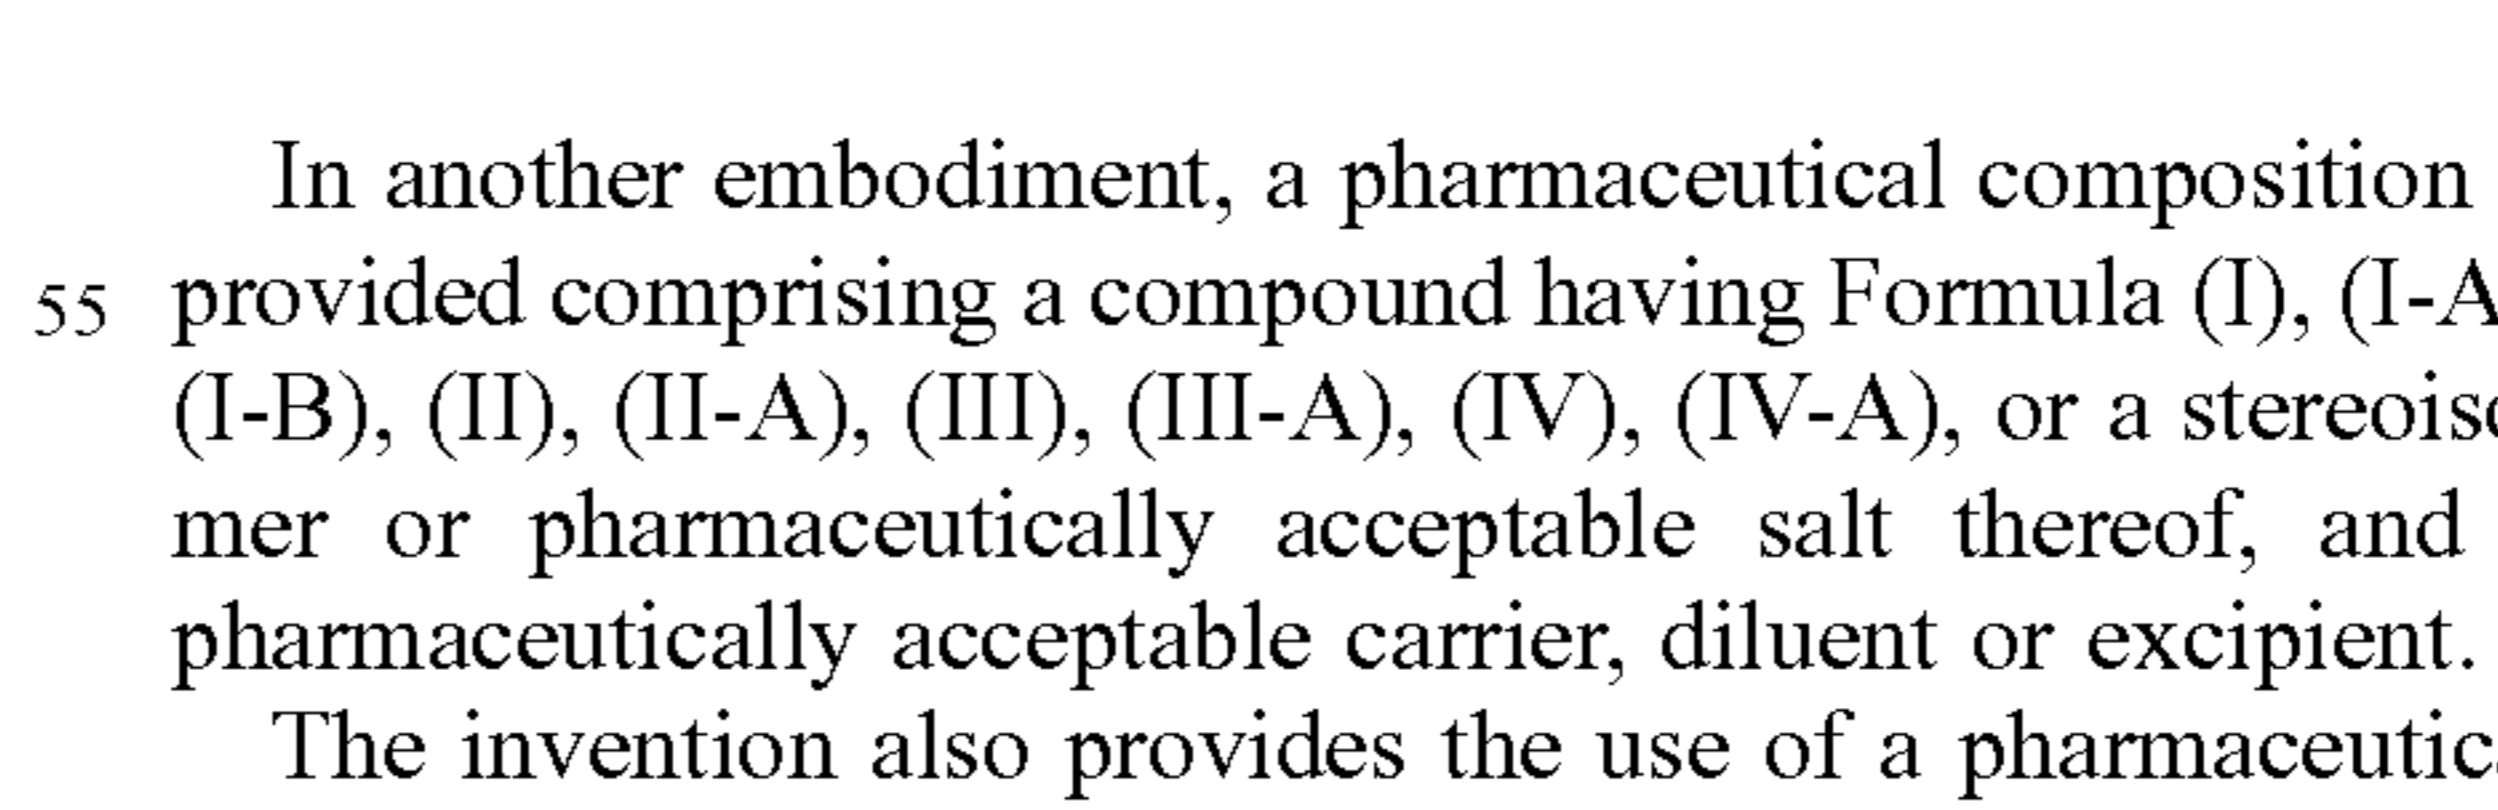 In another embodiment, a pharmaceutical composition
55 provided comprising a compound having Formula (I), (I-A
(I-B), (II), (II-A), (III), (III-A), (IV), (IV-A), or a stereoiso
mer or pharmaceutically acceptable salt thereof, and
pharmaceutically acceptable carrier, diluent or excipient.
The invention also provides the use of a pharmaceutic